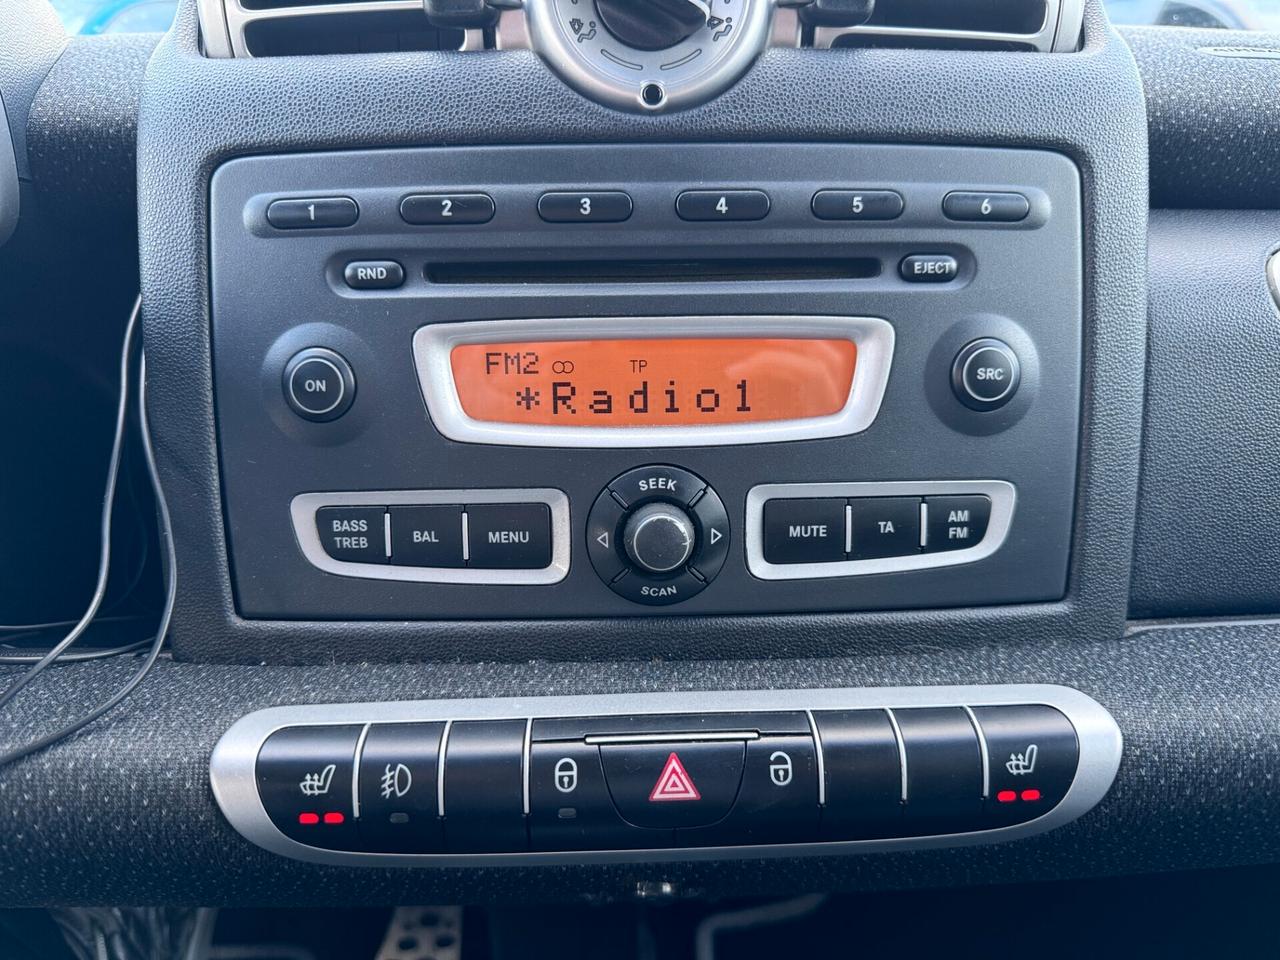 1 2 3 4 5 6
RND EJECT
FM2 TP
ON *Radio1 SRC
SEEK
BASS TREB BAL MENU MUTE TA AM FM
SCAN